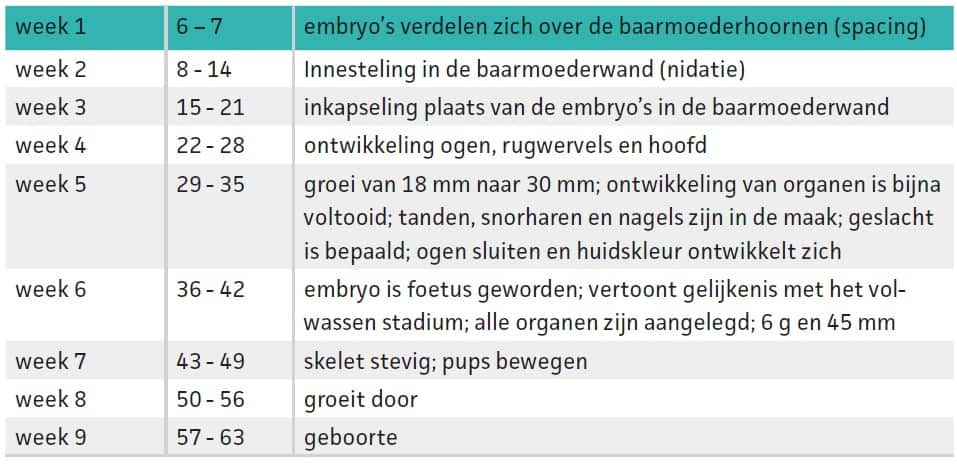 week 1 6 – 7 embryo’s verdelen zich over de baarmoederhoornen (spacing)
week 2 8 - 14 Innesteling in de baarmoederwand (nidatie)
week 3 15 - 21 inkapseling plaats van de embryo’s in de baarmoederwand
week 4 22 - 28 ontwikkeling ogen, rugwervels en hoofd
week 5 29 - 35 groei van 18 mm naar 30 mm; ontwikkeling van organen is bijna
voltooid; tanden, snorharen en nagels zijn in de maak; geslacht
is bepaald; ogen sluiten en huidskleur ontwikkelt zich
week 6 36 - 42 embryo is foetus geworden; vertoont gelijkenis met het vol-
wassen stadium; alle organen zijn aangelegd; 6 g en 45 mm
week 7 43 - 49 skelet stevig; pups bewegen
week 8 50 - 56 groeit door
week 9 57 - 63 geboorte